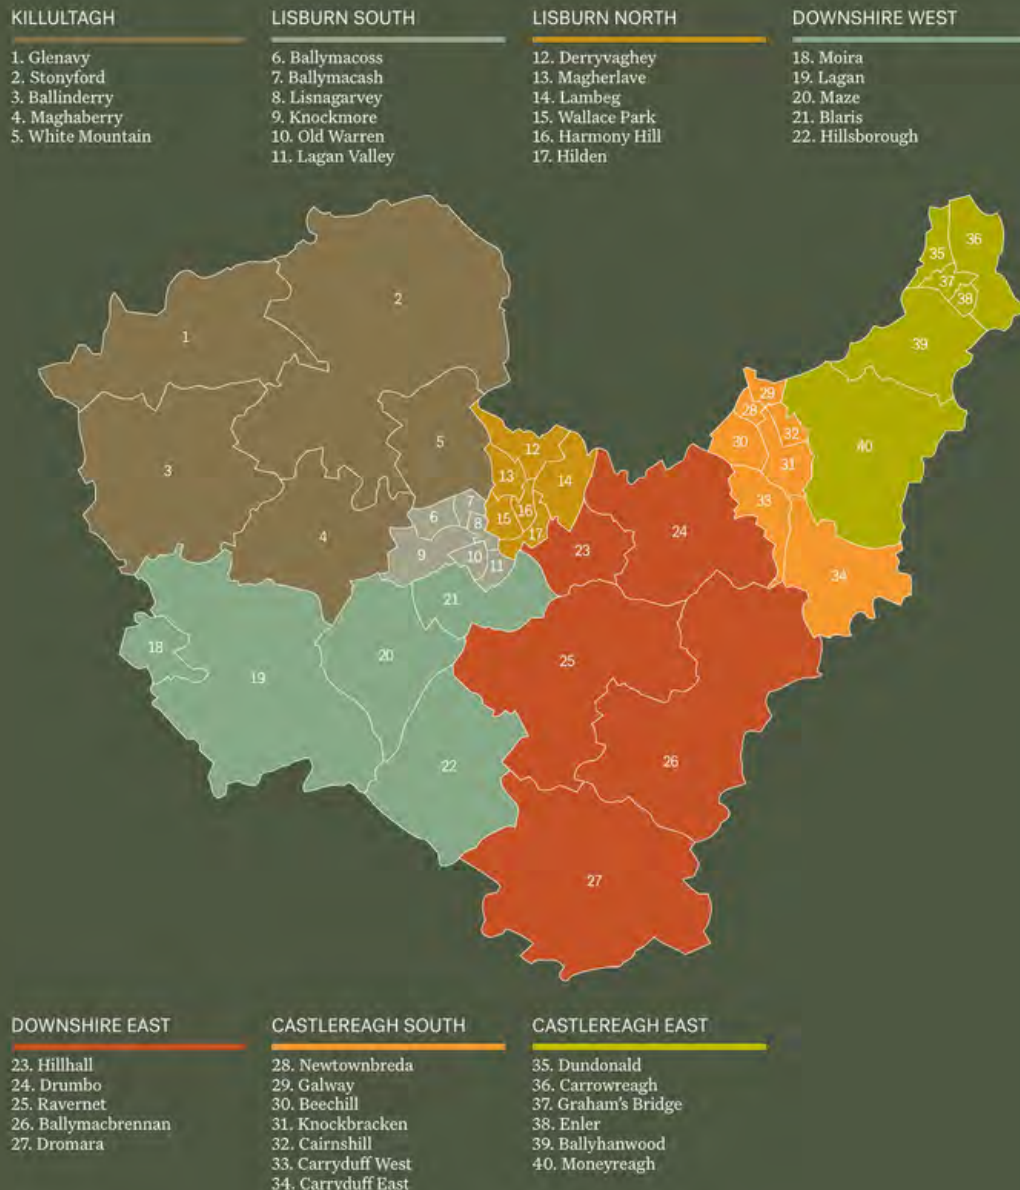 KILLULTAGH
1. Glenavy
2. Stonyford
3. Ballinderry
4. Maghaberry
5. White Mountain
LISBURN SOUTH
6. Ballymacoss
7. Ballymacash
8. Lisnagarvey
9. Knockmore
10. Old Warren
11. Lagan Valley
LISBURN NORTH
12. Derryvaghey
13. Magherlave
14. Lambeg
15. Wallace Park
16. Harmony Hill
17. Hilden
DOWNSHIRE WEST
18. Moira
19. Lagan
20. Maze
21. Blaris
22. Hillsborough
1
2
3
4
5
6
7
8
9
10
11
12
13
14
15
16
17
18
19
20
21
22
23
24
25
26
27
28
29
30
31
32
33
34
35
36
37
38
39
40
DOWNSHIRE EAST
23. Hillhall
24. Drumbo
25. Ravernet
26. Ballymacbrennan
27. Dromara
CASTLEREAGH SOUTH
28. Newtownbreda
29. Galway
30. Beechill
31. Knockbracken
32. Cairnshill
33. Carryduff West
34. Carryduff East
CASTLEREAGH EAST
35. Dundonald
36. Carrowreagh
37. Graham's Bridge
38. Enler
39. Ballyhanwood
40. Moneyreagh